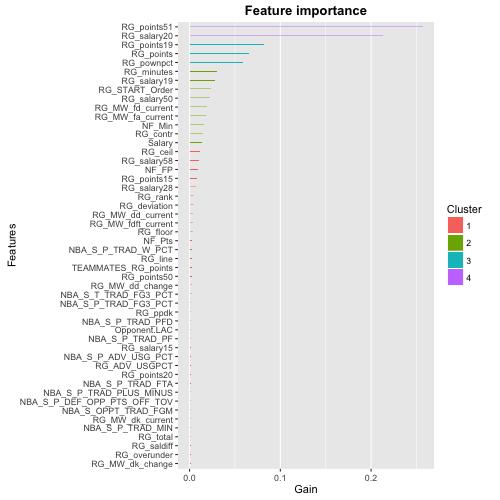 Feature importance
RG_points51
RG_salary20
RG_points19
RG_points
RG_pownpct
RG_minutes
RG_salary19
RG_START_Order
RG_salary50
RG_MW_fd_current
RG_MW_fa_current
NF_Min
RG_contr
Salary
RG_ceil
RG_salary58
NF_FP
RG_points15
RG_salary28
RG_rank
RG_deviation
RG_MW_dd_current
RG_MW_fdft_current
RG_floor
NF_Pts
NBA_S_P_TRAD_W_PCT
RG_line
TEAMMATES_RG_points
RG_points50
RG_MW_dd_change
NBA_S_T_TRAD_FG3_PCT
NBA_S_P_TRAD_FG3_PCT
RG_ppdk
NBA_S_P_TRAD_PFD
Opponent.LAC
NBA_S_P_TRAD_PF
RG_salary15
NBA_S_P_ADV_USG_PCT
RG_ADV_USGPCT
RG_points20
NBA_S_P_TRAD_FTA
NBA_S_P_TRAD_PLUS_MINUS
NBA_S_P_DEF_OPP_PTS_OFF_TOV
NBA_S_OPPT_TRAD_FGM
RG_MW_dk_current
NBA_S_P_TRAD_MIN
RG_total
RG_saldiff
RG_overunder
RG_MW_dk_change
Features
0.0 0.1 0.2
Gain
Cluster
1
2
3
4